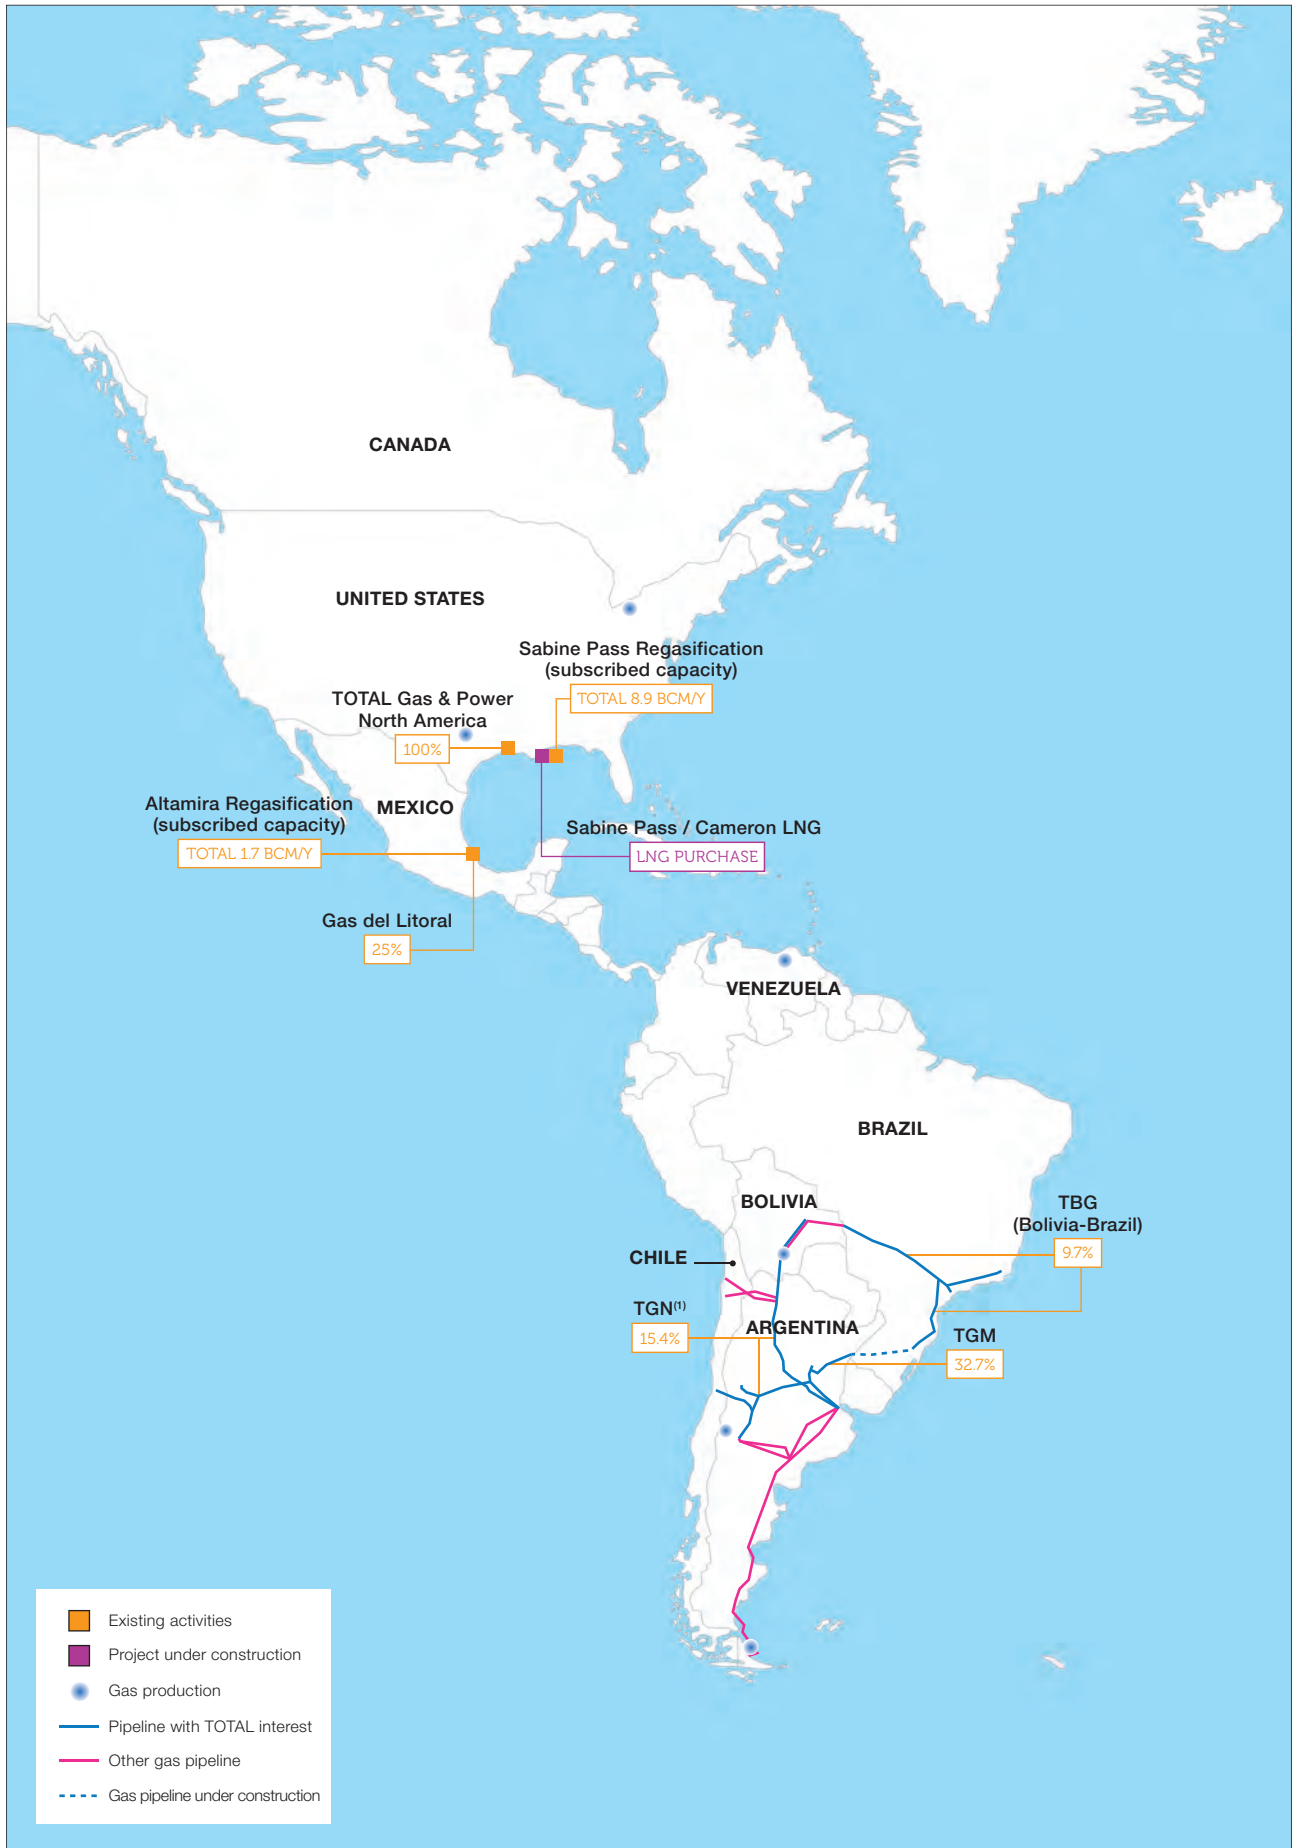 CANADA
UNITED STATES
Sabine Pass Regasification
(subscribed capacity)
TOTAL 8.9 BCM/Y
TOTAL Gas & Power
North America
100%
Altamira Regasification
(subscribed capacity)
TOTAL 1.7 BCM/Y
MEXICO
Sabine Pass / Cameron LNG
LNG PURCHASE
Gas del Litoral
25%
VENEZUELA
BRAZIL
BOLIVIA
TBG
(Bolivia-Brazil)
9.7%
CHILE
TGN(1)
15.4%
ARGENTINA
TGM
32.7%
Existing activities
Project under construction
Gas production
Pipeline with TOTAL interest
Other gas pipeline
Gas pipeline under construction